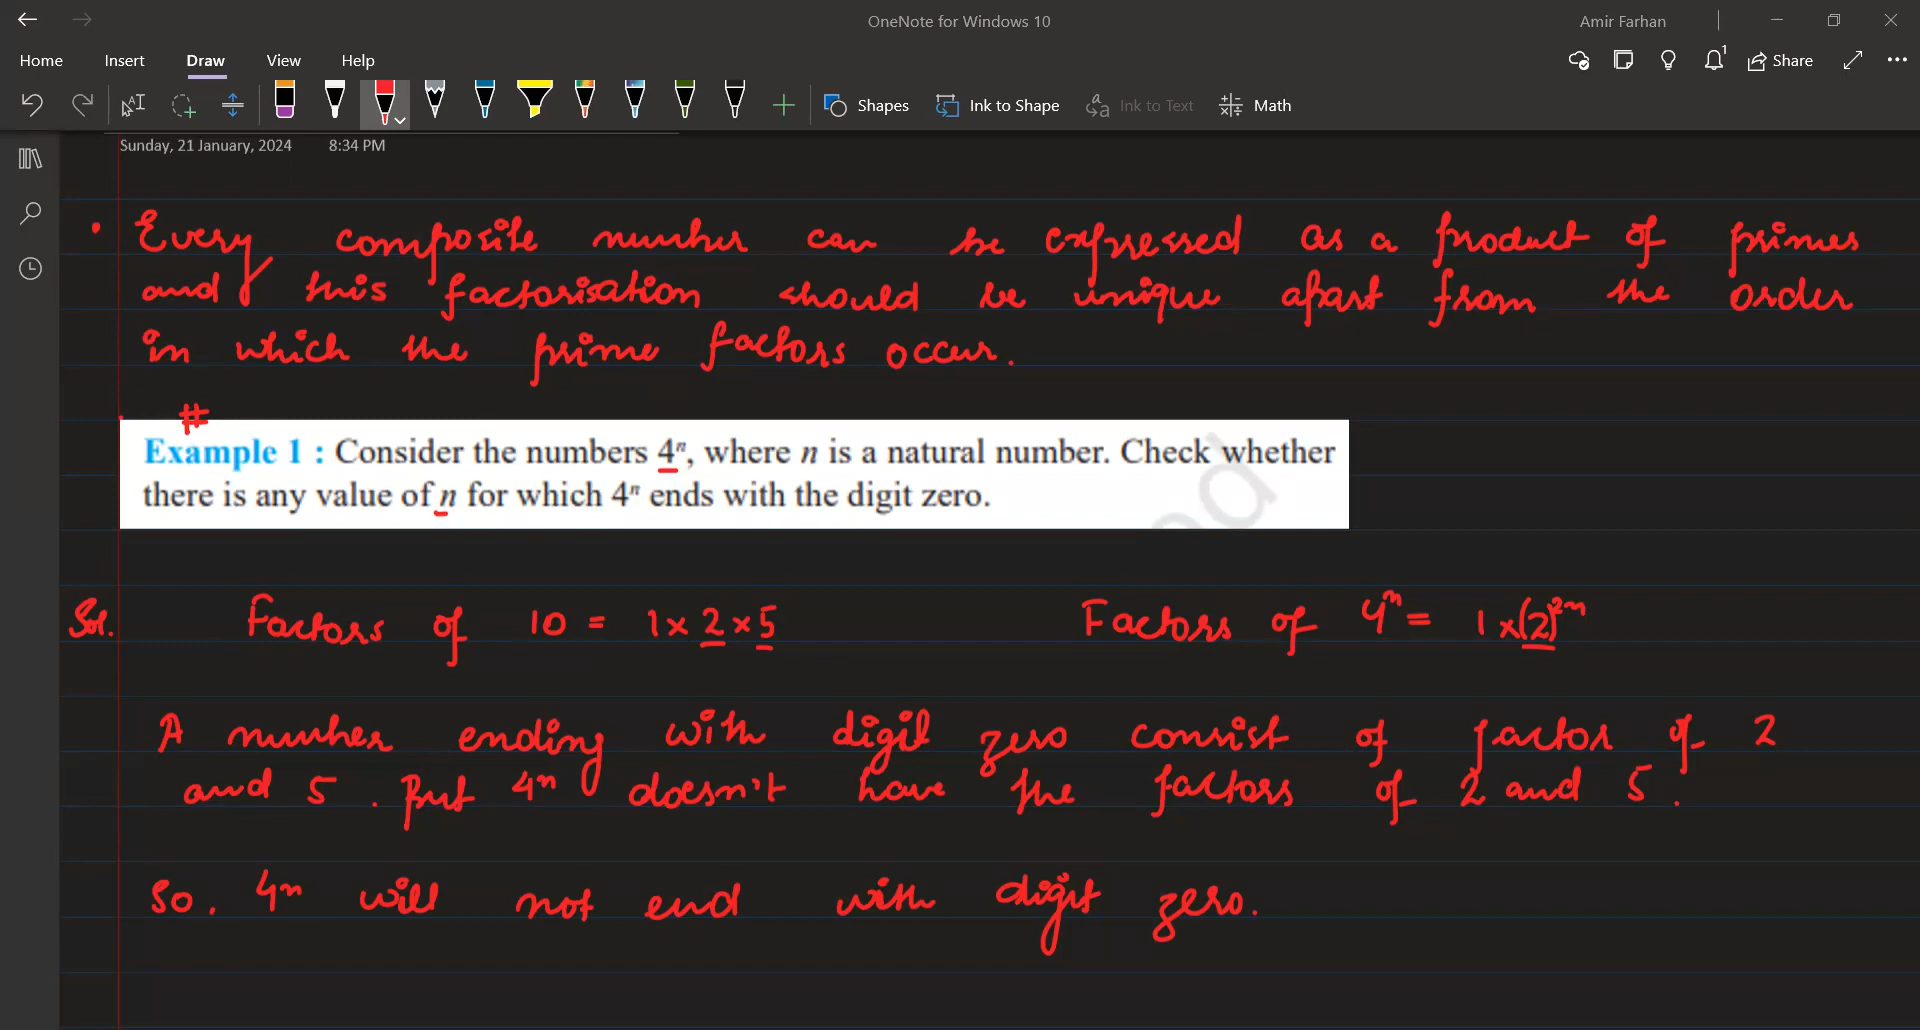 OneNote for Windows 10
Amir Farhan
Home Insert Draw View Help
1 Share
Shapes Ink to Shape Ink to Text Math
Sunday, 21 January, 2024 8:34 PM
• Every composite number can be expressed as a product of primes
and this factorisation should be unique apart from the order
in which the prime factors occur.
#
Example 1 : Consider the numbers 4ⁿ, where n is a natural number. Check whether
there is any value of n for which 4ⁿ ends with the digit zero.
Sol. Factors of 10 = 1 × 2 × 5 Factors of 4ⁿ = 1 × (2)²ⁿ
A number ending with digit zero consist of factor of 2
and 5 . But 4ⁿ doesn't have the factors of 2 and 5 .
So. 4ⁿ will not end with digit zero.